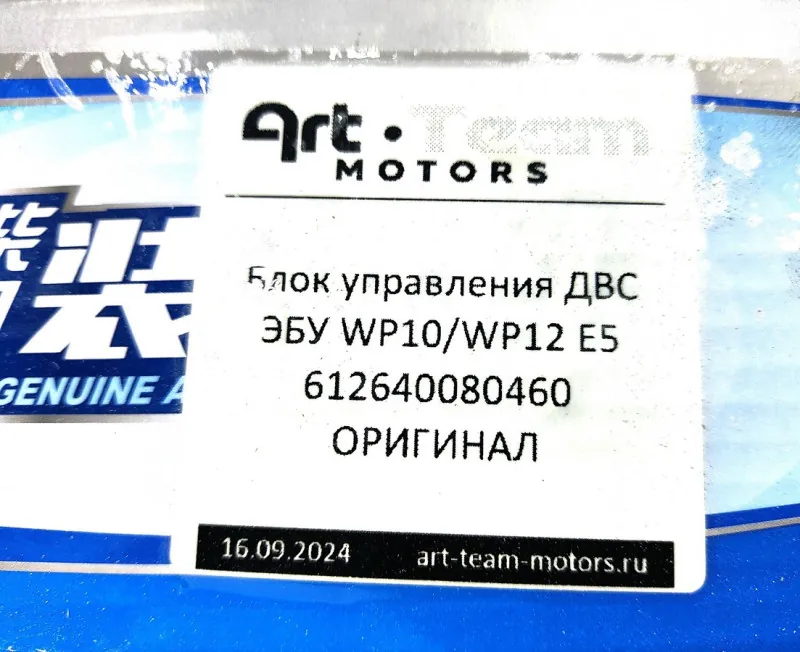 art • Team
MOTORS
Блок управления ДВС
ЭБУ WP10/WP12 E5
612640080460
ОРИГИНАЛ
16.09.2024 art-team-motors.ru
装
GENUINE A